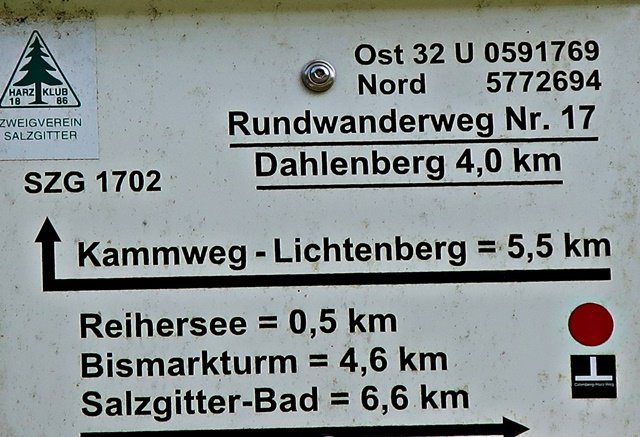 HARZ KLUB
18 86
ZWEIGVEREIN
SALZGITTER
Ost 32 U 0591769
Nord 5772694
Rundwanderweg Nr. 17
Dahlenberg 4,0 km
SZG 1702
Kammweg - Lichtenberg = 5,5 km
Reihersee = 0,5 km
Bismarkturm = 4,6 km
Salzgitter-Bad = 6,6 km